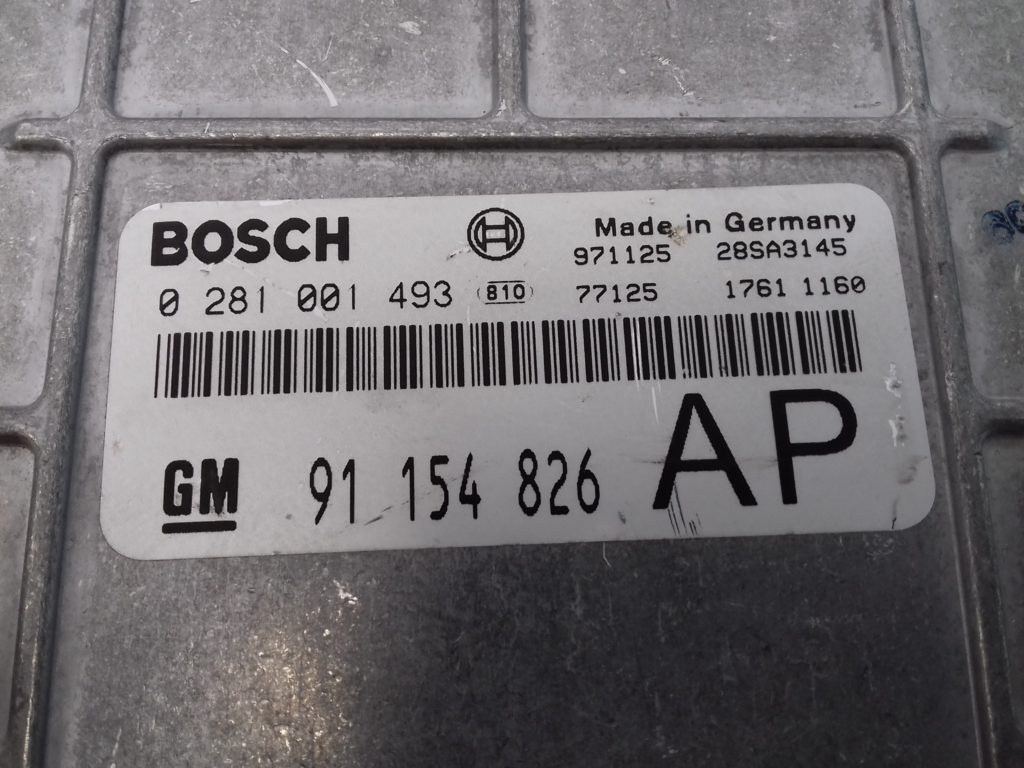 BOSCH Made in Germany
971125 28SA3145
0 281 001 493 (810) 77125 1761 1160
GM 91 154 826 AP